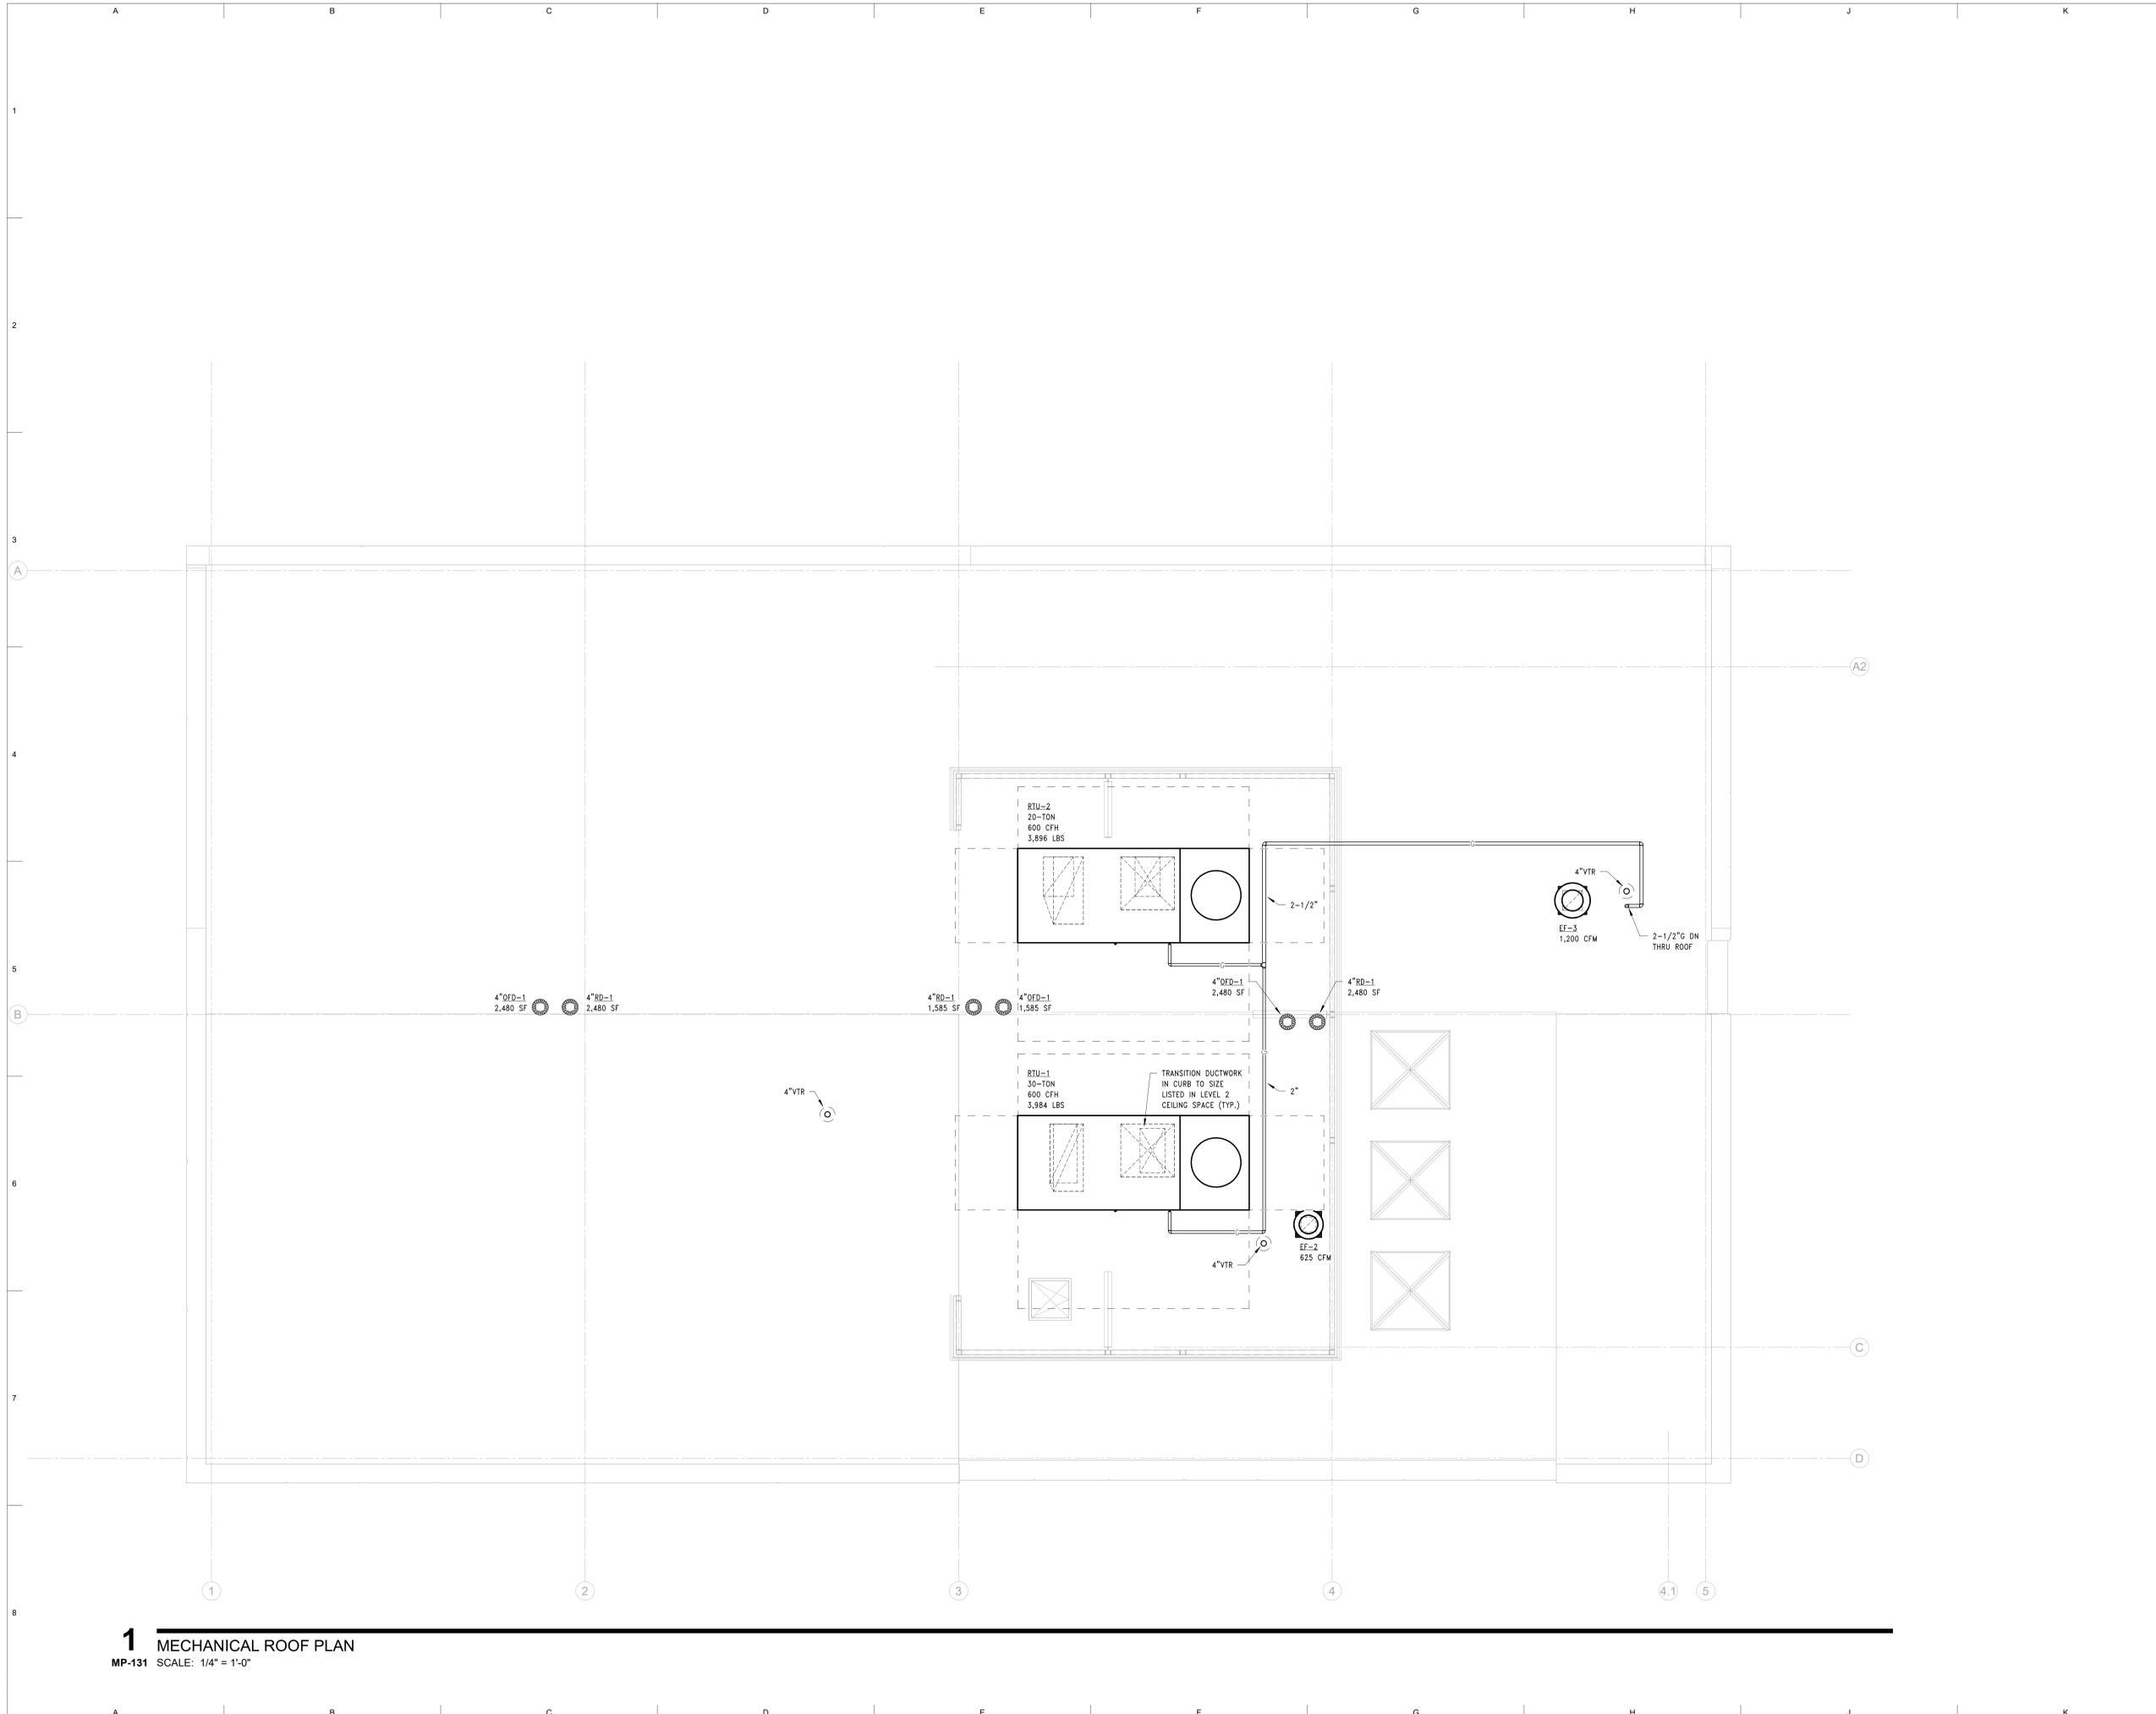 A B C D E F G H J K
1
2
3
A
A2
4
RTU-2
20-TON
600 CFH
3,896 LBS
G
4"VTR
2-1/2"
EF-3
1,200 CFM
2-1/2"G DN
THRU ROOF
5
G
4"OFD-1
2,480 SF
4"RD-1
2,480 SF
4"RD-1
1,585 SF
4"OFD-1
1,585 SF
4"OFD-1
2,480 SF
4"RD-1
2,480 SF
B
G
RTU-1
30-TON
600 CFH
3,984 LBS
TRANSITION DUCTWORK
IN CURB TO SIZE
LISTED IN LEVEL 2
CEILING SPACE (TYP.)
4"VTR
2"
6
G
EF-2
625 CFM
4"VTR
C
7
D
1 2 3 4 4.1 5
8
1 MECHANICAL ROOF PLAN
MP-131 SCALE: 1/4" = 1'-0"
A B C D E F G H J K